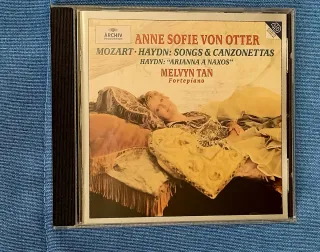 ARCHIV
ANNE SOFIE VON OTTER
MOZART · HAYDN: SONGS & CANZONETTAS
HAYDN: "ARIANNA A NAXOS"
MELVYN TAN
Fortepiano